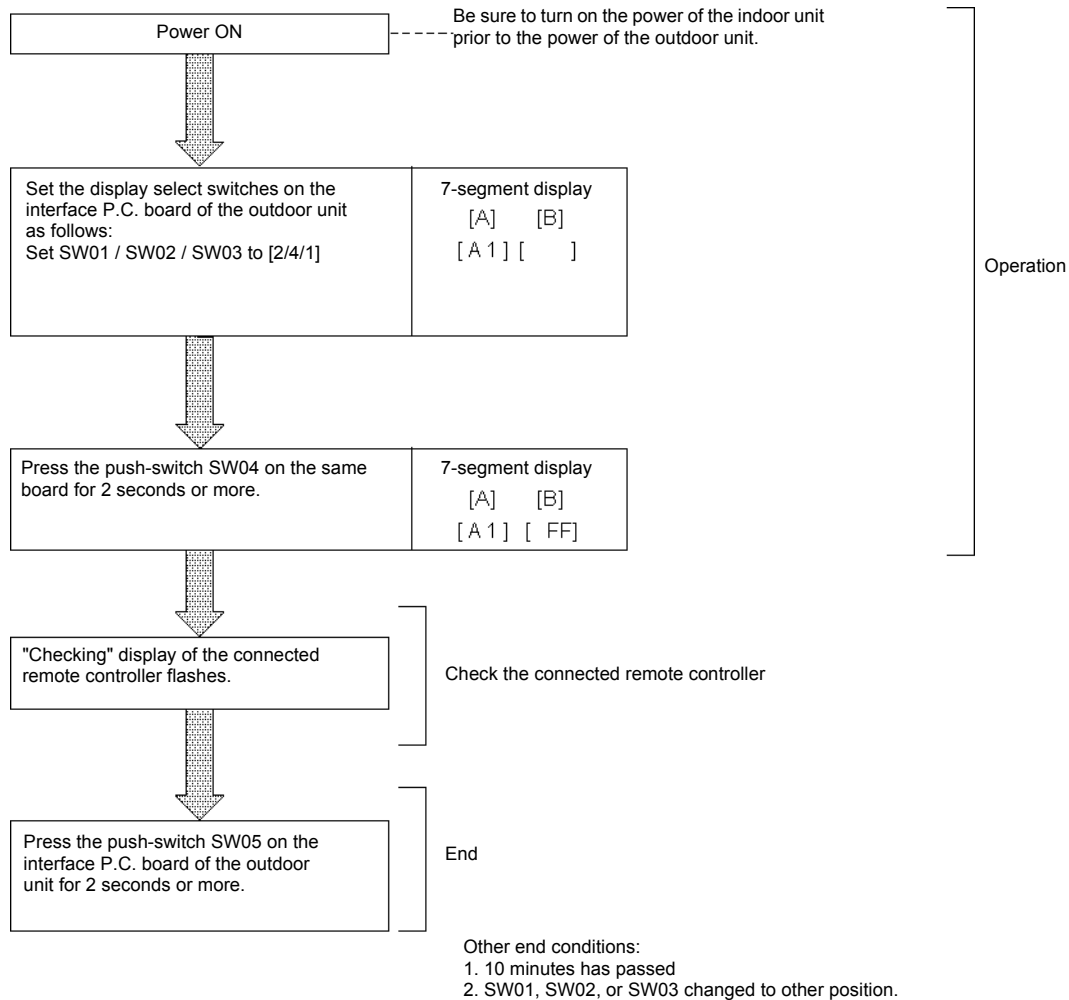 Power ON
Be sure to turn on the power of the indoor unit
prior to the power of the outdoor unit.
Set the display select switches on the
interface P.C. board of the outdoor unit
as follows:
Set SW01 / SW02 / SW03 to [2/4/1]
7-segment display
[A] [B]
[A1] [ ]
Operation
Press the push-switch SW04 on the same
board for 2 seconds or more.
7-segment display
[A] [B]
[A1] [ FF]
"Checking" display of the connected
remote controller flashes.
Check the connected remote controller
Press the push-switch SW05 on the
interface P.C. board of the outdoor
unit for 2 seconds or more.
End
Other end conditions:
1. 10 minutes has passed
2. SW01, SW02, or SW03 changed to other position.